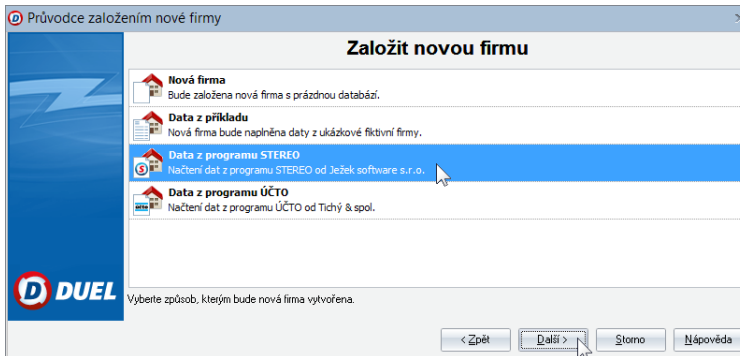 Průvodce založením nové firmy
Založit novou firmu
Nová firma
Bude založena nová firma s prázdnou databází.
Data z příkladu
Nová firma bude naplněna daty z ukázkové fiktivní firmy.
Data z programu STEREO
Načtení dat z programu STEREO od Ježek software s.r.o.
Data z programu ÚČTO
Načtení dat z programu ÚČTO od Tichý & spol.
DUEL
Vyberte způsob, kterým bude nová firma vytvořena.
< Zpět Další > Storno Nápověda